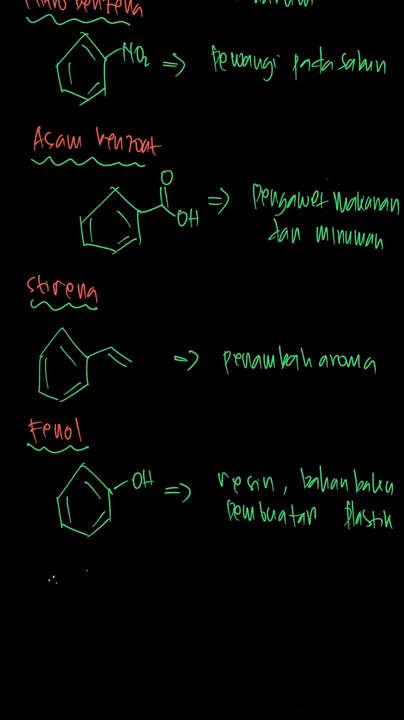 benzena
NO2 ⇒ Pewangi pada sabun
Asam benzoat
O
OH ⇒ Pengawet makanan
dan minuman
Stirena
⇒ penambah aroma
Fenol
OH ⇒ resin, bahan baku
pembuatan plastik